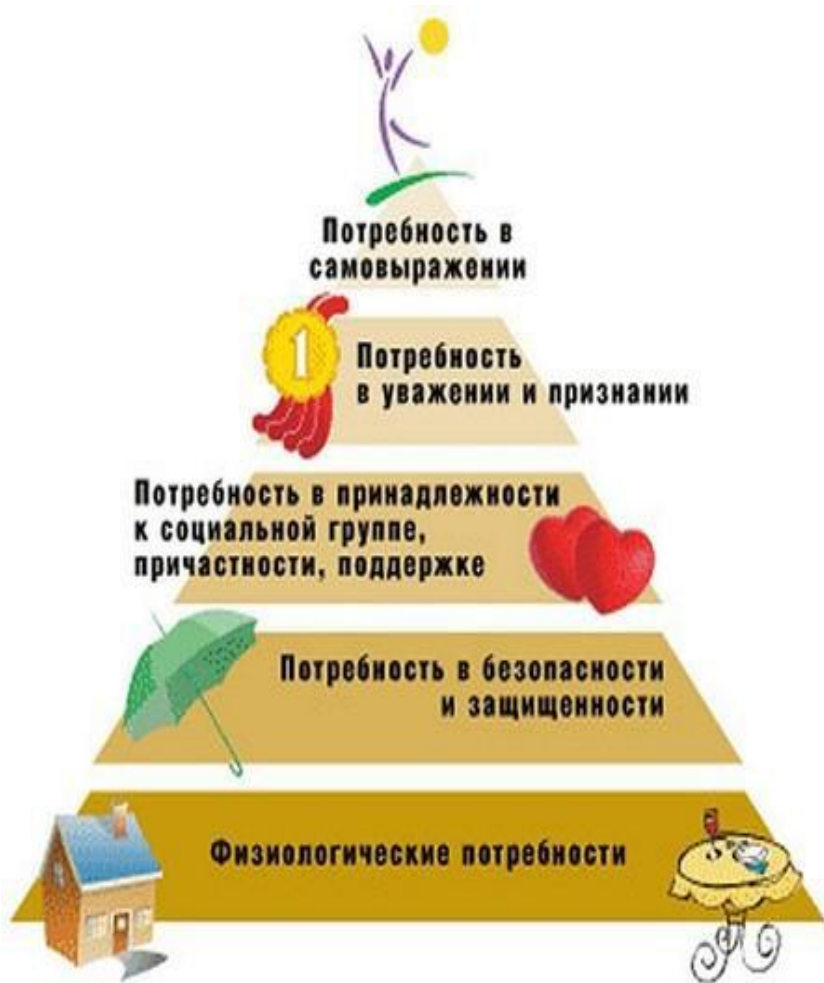 Потребность в
самовыражении
1
Потребность
в уважении и признании
Потребность в принадлежности
к социальной группе,
причастности, поддержке
Потребность в безопасности
и защищенности
Физиологические потребности